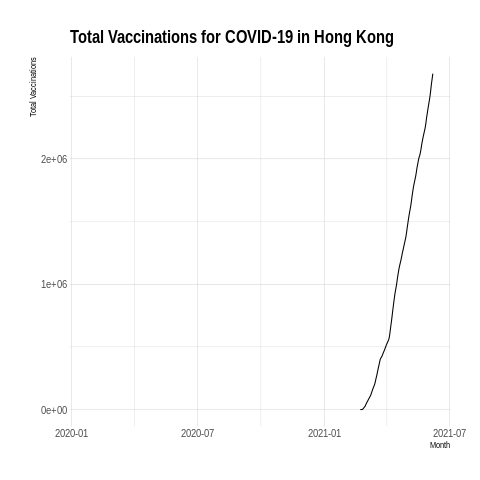 Total Vaccinations for COVID-19 in Hong Kong
Total Vaccinations
2e+06
1e+06
0e+00
2020-01 2020-07 2021-01 2021-07
Month